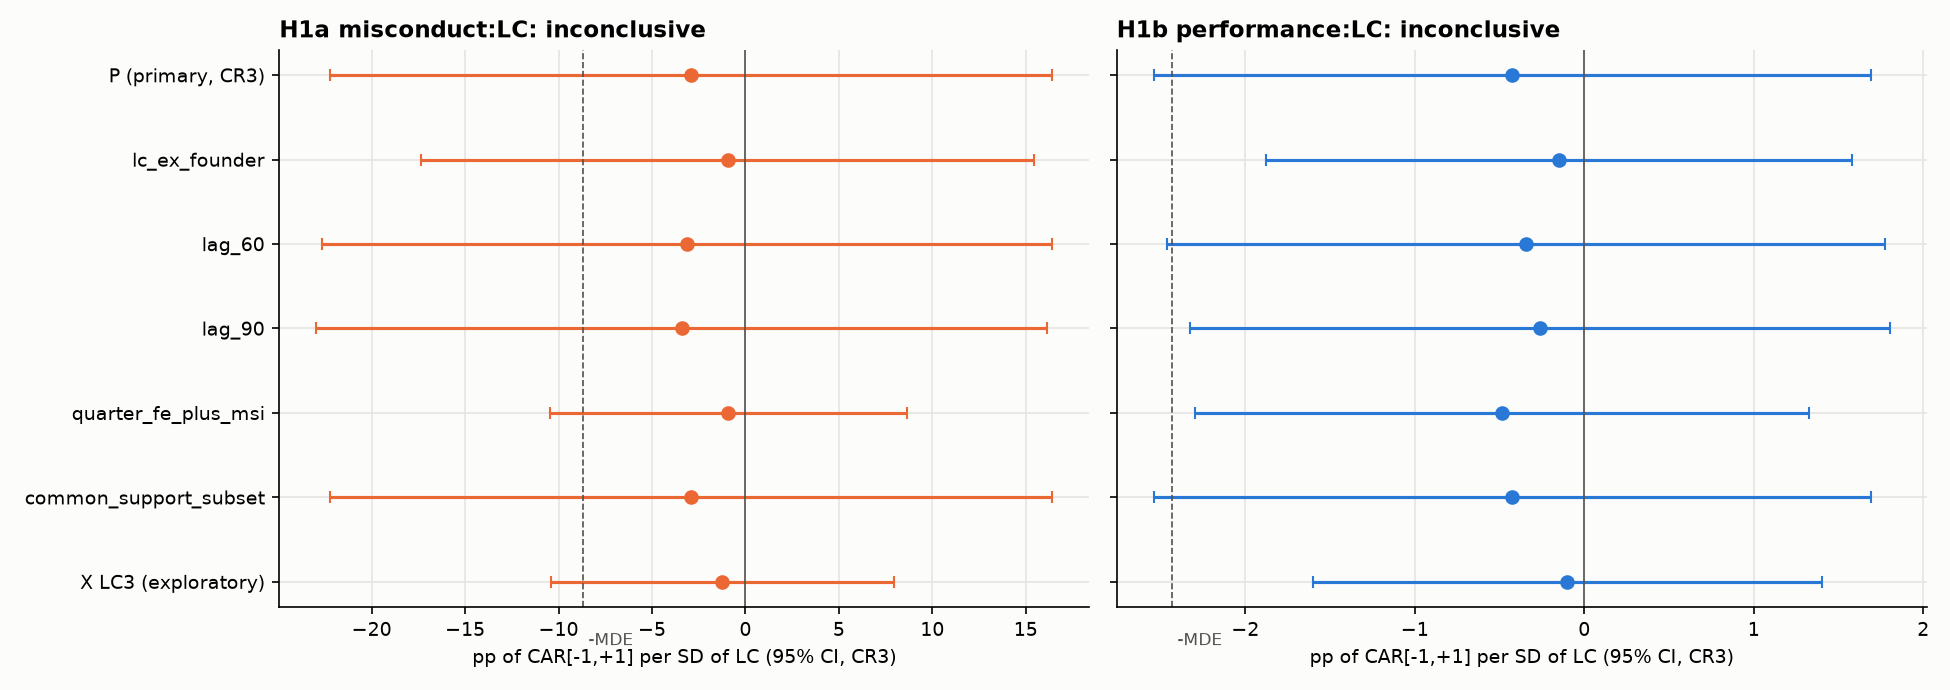 H1a misconduct:LC: inconclusive
P (primary, CR3)
lc_ex_founder
lag_60
lag_90
quarter_fe_plus_msi
common_support_subset
X LC3 (exploratory)
−20 −15 −10 −5 0 5 10 15
-MDE
pp of CAR[-1,+1] per SD of LC (95% CI, CR3)
H1b performance:LC: inconclusive
−2 −1 0 1 2
-MDE
pp of CAR[-1,+1] per SD of LC (95% CI, CR3)